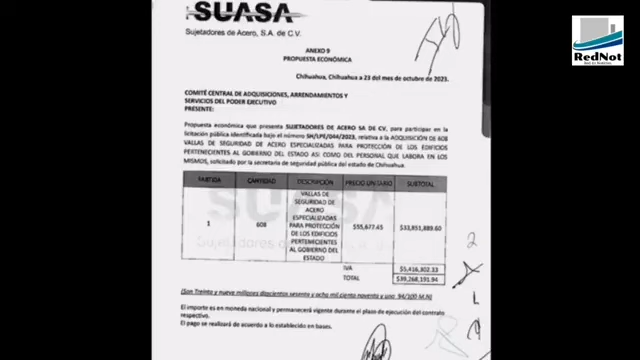 SUASA
Sujetadores de Acero, S.A. de C.V.
RedNot
ANEXO 9
PROPUESTA ECONÓMICA
Chihuahua, Chihuahua a 23 del mes de octubre de 2023.
COMITÉ CENTRAL DE ADQUISICIONES, ARRENDAMIENTOS Y
SERVICIOS DEL PODER EJECUTIVO
PRESENTE:
Propuesta económica que presenta SUJETADORES DE ACERO SA DE CV, para participar en la
licitación pública identificada bajo el número SH/LPE/044/2023, relativa a la ADQUISICIÓN DE 608
VALLAS DE SEGURIDAD DE ACERO ESPECIALIZADAS PARA PROTECCIÓN DE LOS EDIFICIOS
PERTENECIENTES AL GOBIERNO DEL ESTADO ASI COMO DEL PERSONAL QUE LABORA EN LOS
MISMOS, solicitado por la secretaria de seguridad pública del estado de Chihuahua.
PARTIDA CANTIDAD DESCRIPCIÓN PRECIO UNITARIO SUBTOTAL
VALLAS DE
SEGURIDAD DE
ACERO
ESPECIALIZADAS
1 608 PARA PROTECCIÓN $55,677.45 $33,851,889.60
DE LOS EDIFICIOS
PERTENECIENTES
AL GOBIERNO DEL
ESTADO
IVA $5,416,302.33
TOTAL $39,268,191.94
(Son Treinta y nueve millones doscientos sesenta y ocho mil ciento noventa y uno 94/100 M.N)
El importe es en moneda nacional y permanecerá vigente durante el plazo de ejecución del contrato
respectivo.
El pago se realizará de acuerdo a lo establecido en bases.